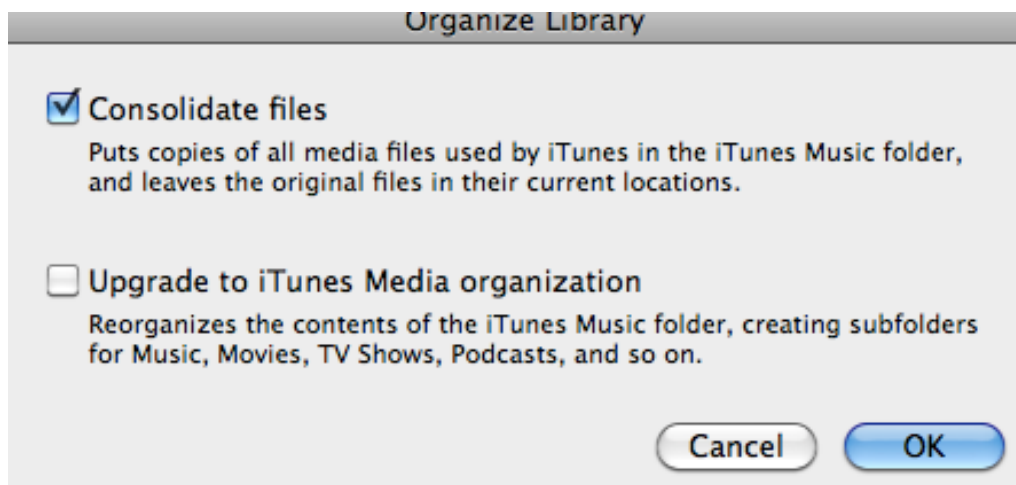 Organize Library
Consolidate files
Puts copies of all media files used by iTunes in the iTunes Music folder,
and leaves the original files in their current locations.
Upgrade to iTunes Media organization
Reorganizes the contents of the iTunes Music folder, creating subfolders
for Music, Movies, TV Shows, Podcasts, and so on.
Cancel OK